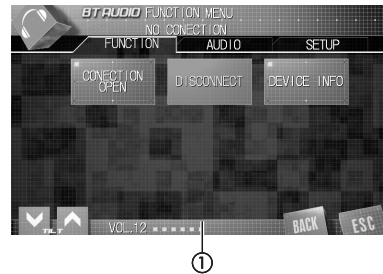 BT AUDIO FUNCTION MENU
NO CONECTION
FUNCTION AUDIO SETUP
CONECTION OPEN
DISCONNECT
DEVICE INFO
TILT
VOL.12
BACK ESC
①